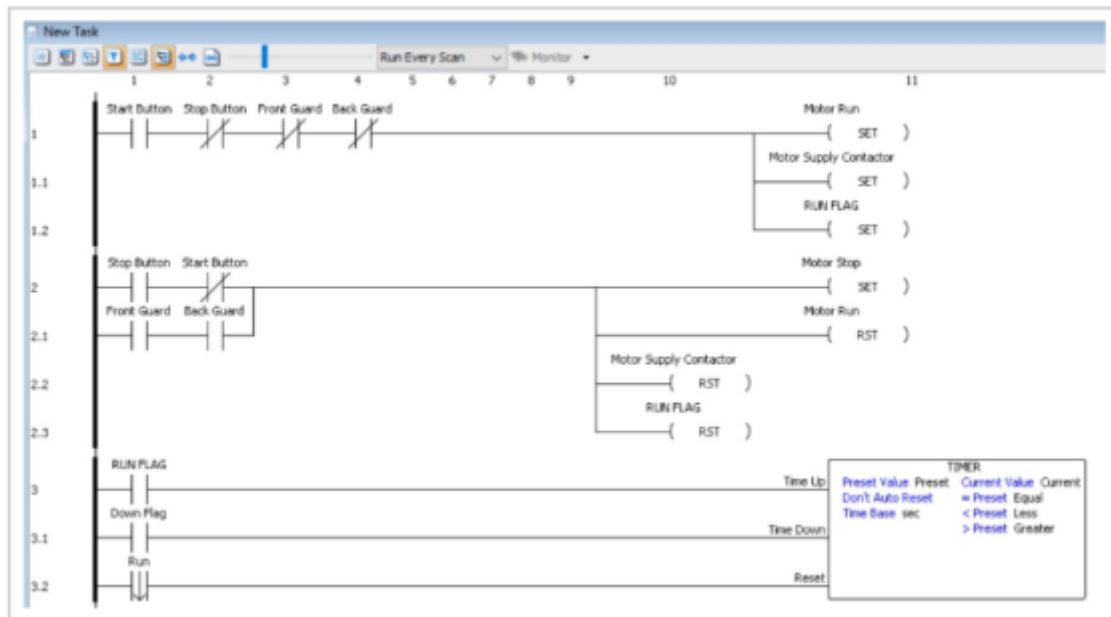 New Task
Run Every Scan Monitor
1 2 3 4 5 6 7 8 9 10 11
Start Button Stop Button Front Guard Back Guard Motor Run
1 SET
Motor Supply Contactor
1.1 SET
RUN FLAG
1.2 SET
Stop Button Start Button Motor Stop
2 SET
Front Guard Back Guard Motor Run
2.1 RST
Motor Supply Contactor
2.2 RST
RUN FLAG
2.3 RST
RUN FLAG TIMER
3 Time Up Preset Value Preset Current Value Current
Don't Auto Reset = Preset Equal
Down Flag Time Base sec < Preset Less
3.1 Time Down > Preset Greater
Run
3.2 Reset